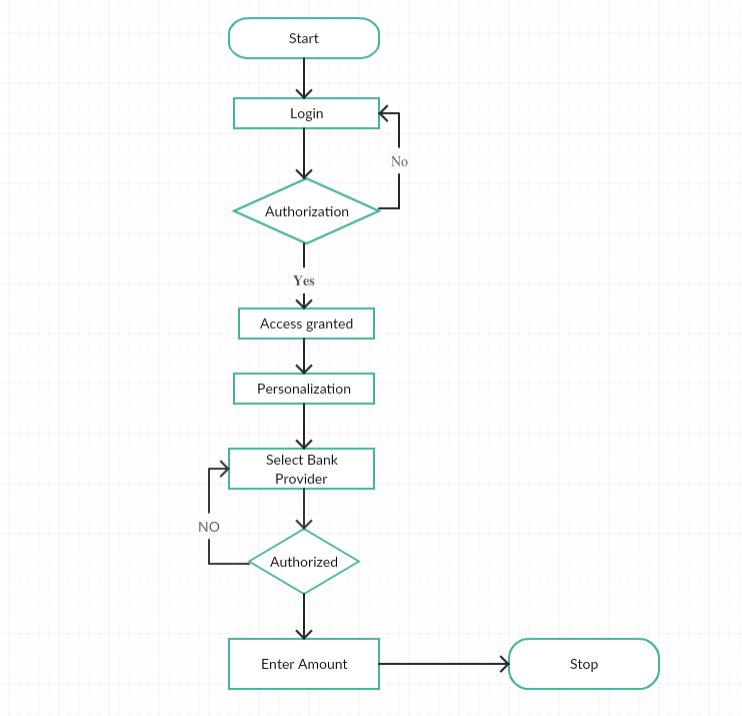 Start
Login
No
Authorization
Yes
Access granted
Personalization
Select Bank
Provider
NO
Authorized
Enter Amount
Stop